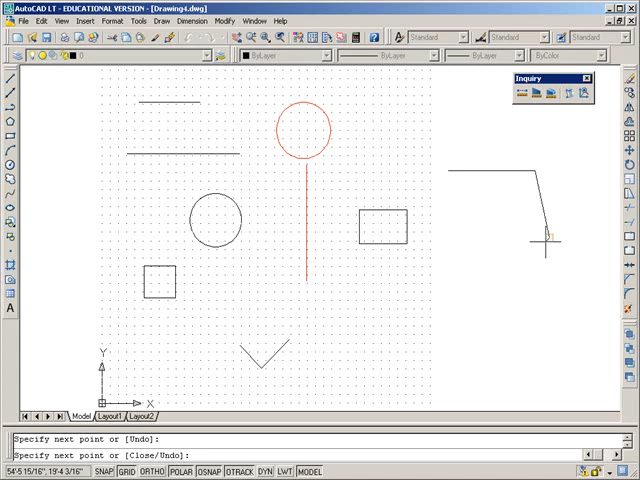 AutoCAD LT - EDUCATIONAL VERSION - [Drawing4.dwg]
File Edit View Insert Format Tools Draw Dimension Modify Window Help
Standard Standard Standard
0 ByLayer ByLayer ByLayer ByColor
Inquiry
Y
X
A
Model Layout1 Layout2
Specify next point or [Undo]:
Specify next point or [Close/Undo]:
54'-5 15/16", 19'-4 3/16" SNAP GRID ORTHO POLAR OSNAP OTRACK DYN LWT MODEL